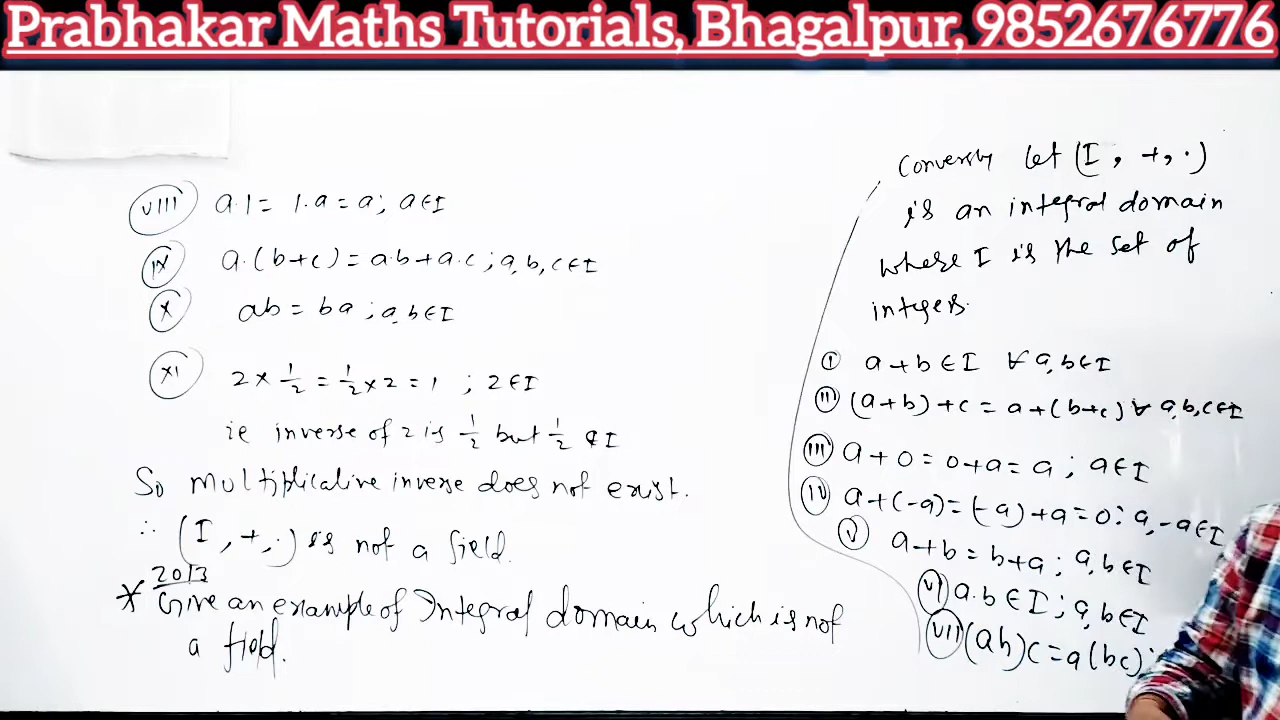 Prabhakar Maths Tutorials, Bhagalpur, 9852676776
Conversly let (I, +, ·)
is an integral domain
where I is the set of
integers.
(i) a+b ∈ I ∀ a,b ∈ I
(ii) (a+b)+c = a+(b+c) ∀ a,b,c ∈ I
(iii) a+0 = 0+a = a ; a ∈ I
(iv) a+(-a) = (-a)+a = 0 : a,-a ∈ I
(v) a+b = b+a ; a,b ∈ I
(vi) a.b ∈ I ; a,b ∈ I
(vii) (ab)c = a(bc);
(viii) a.1 = 1.a = a ; a ∈ I
(ix) a.(b+c) = a.b+a.c ; a,b,c ∈ I
(x) ab = ba ; a,b ∈ I
(xi) 2 × 1/2 = 1/2 × 2 = 1 ; 2 ∈ I
ie inverse of 2 is 1/2 but 1/2 ∉ I
So multiplicative inverse does not exist.
∴ (I, +, ·) is not a field.
2013
* Give an example of Integral domain which is not
a field.